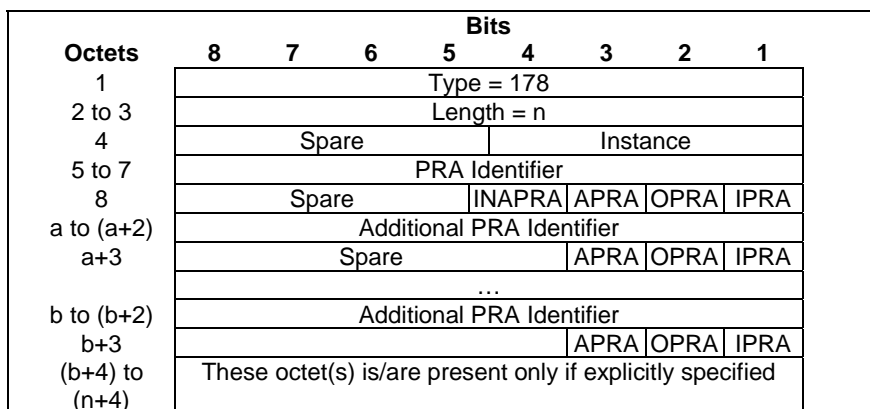 Bits
Octets 8 7 6 5 4 3 2 1
1 Type = 178
2 to 3 Length = n
4 Spare Instance
5 to 7 PRA Identifier
8 Spare INAPRA APRA OPRA IPRA
a to (a+2) Additional PRA Identifier
a+3 Spare APRA OPRA IPRA
…
b to (b+2) Additional PRA Identifier
b+3 APRA OPRA IPRA
(b+4) to These octet(s) is/are present only if explicitly specified
(n+4)